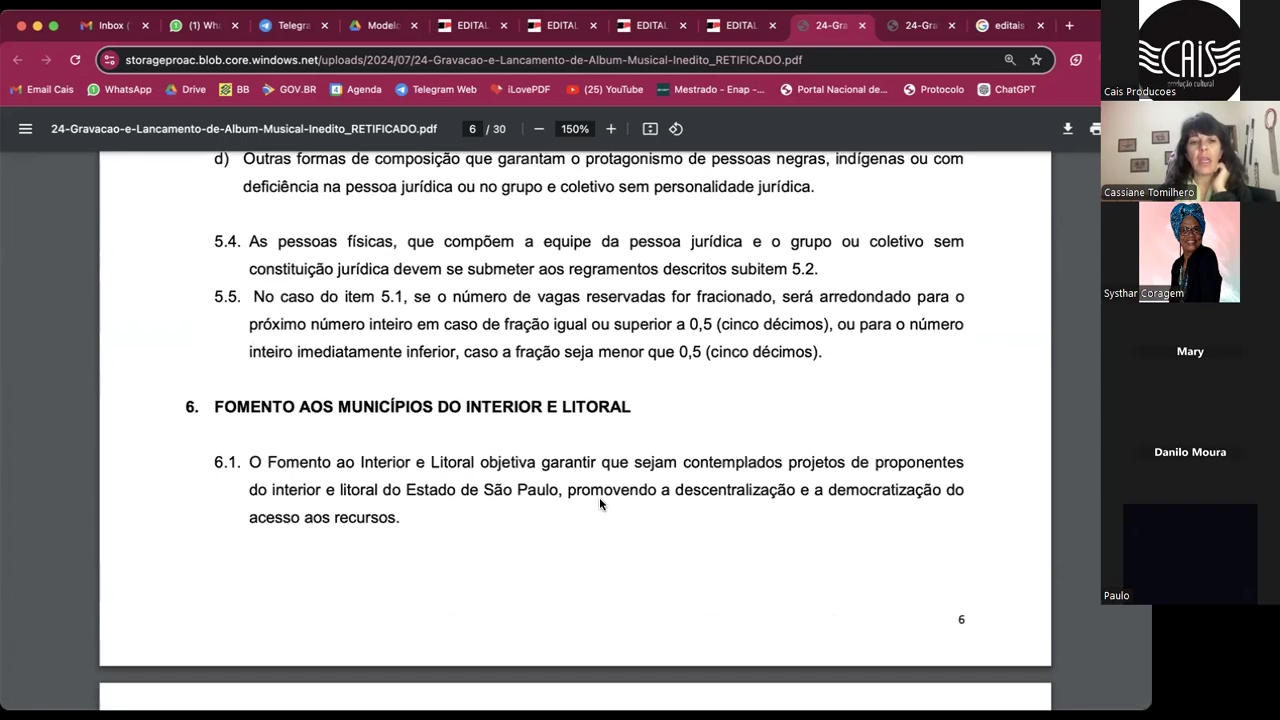 Inbox (
(1) Whu
Telegra
Modelo
EDITAL
EDITAL
EDITAL
EDITAL
24-Gra
24-Gra
editais
storageproac.blob.core.windows.net/uploads/2024/07/24-Gravacao-e-Lancamento-de-Album-Musical-Inedito_RETIFICADO.pdf
Email Cais
WhatsApp
Drive
BB
GOV.BR
Agenda
Telegram Web
iLovePDF
(25) YouTube
Mestrado - Enap -...
Portal Nacional de...
Protocolo
ChatGPT
24-Gravacao-e-Lancamento-de-Album-Musical-Inedito_RETIFICADO.pdf
6 / 30
150%
d) Outras formas de composição que garantam o protagonismo de pessoas negras, indígenas ou com
deficiência na pessoa jurídica ou no grupo e coletivo sem personalidade jurídica.
5.4. As pessoas físicas, que compõem a equipe da pessoa jurídica e o grupo ou coletivo sem
constituição jurídica devem se submeter aos regramentos descritos subitem 5.2.
5.5. No caso do item 5.1, se o número de vagas reservadas for fracionado, será arredondado para o
próximo número inteiro em caso de fração igual ou superior a 0,5 (cinco décimos), ou para o número
inteiro imediatamente inferior, caso a fração seja menor que 0,5 (cinco décimos).
6. FOMENTO AOS MUNICÍPIOS DO INTERIOR E LITORAL
6.1. O Fomento ao Interior e Litoral objetiva garantir que sejam contemplados projetos de proponentes
do interior e litoral do Estado de São Paulo, promovendo a descentralização e a democratização do
acesso aos recursos.
6
CAIS
produção cultural
Cais Producoes
Cassiane Tomilhero
Systhar Coragem
Mary
Danilo Moura
Paulo